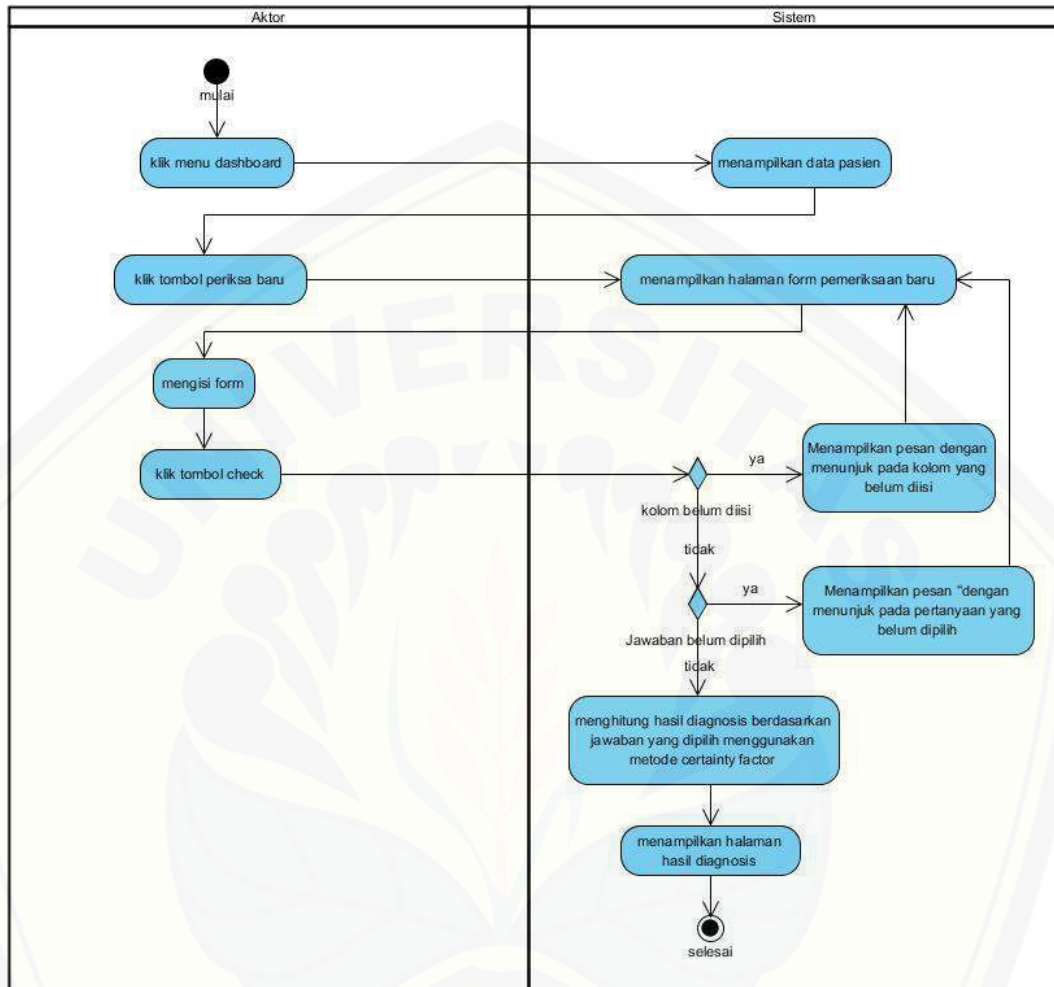 Aktor
Sistem
mulai
klik menu dashboard
menampilkan data pasien
klik tombol periksa baru
menampilkan halaman form pemeriksaan baru
mengisi form
klik tombol check
ya
Menampilkan pesan dengan
menunjuk pada kolom yang
belum diisi
kolom belum diisi
tidak
ya
Menampilkan pesan "dengan
menunjuk pada pertanyaan yang
belum dipilih
Jawaban belum dipilih
tidak
menghitung hasil diagnosis berdasarkan
jawaban yang dipilih menggunakan
metode certainty factor
menampilkan halaman
hasil diagnosis
selesai
UNIVERSITAS